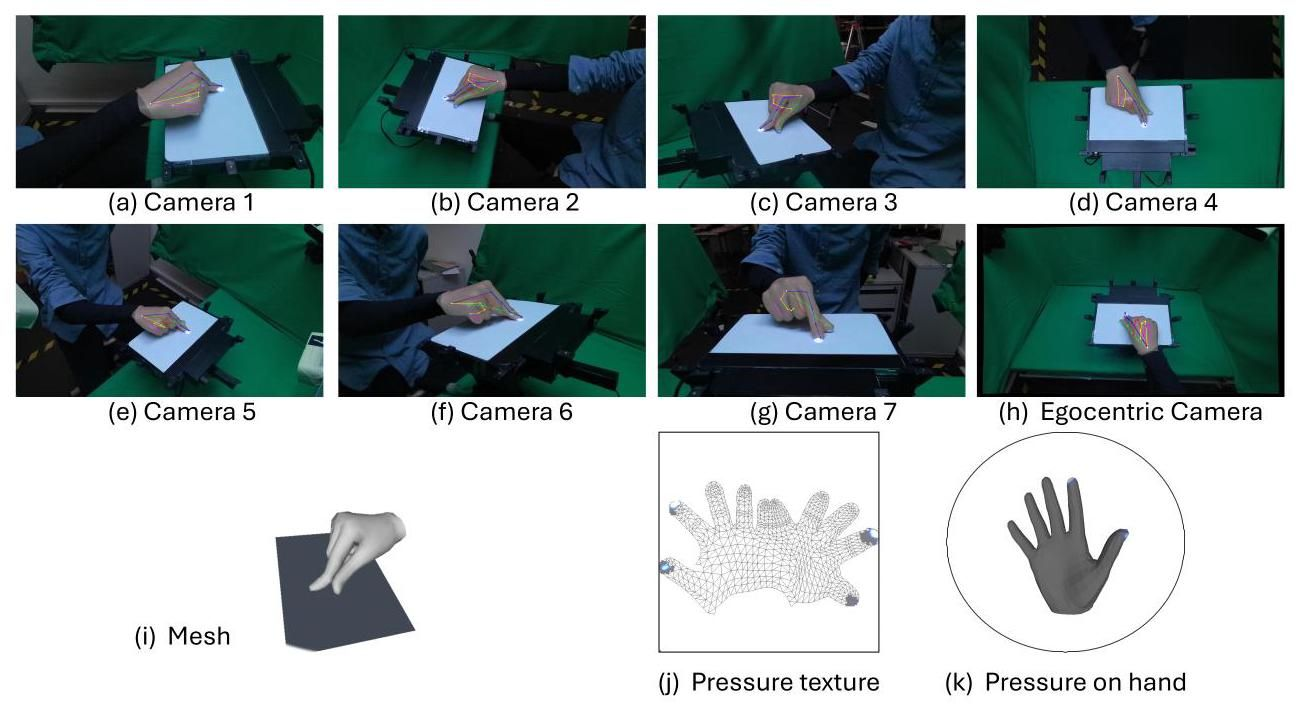 (a) Camera 1
(b) Camera 2
(c) Camera 3
(d) Camera 4
(e) Camera 5
(f) Camera 6
(g) Camera 7
(h) Egocentric Camera
(i) Mesh
(j) Pressure texture
(k) Pressure on hand